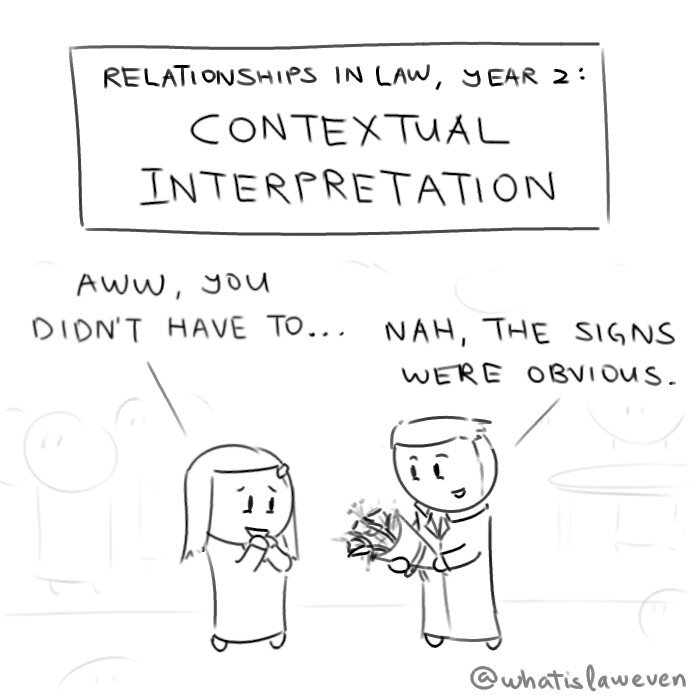 RELATIONSHIPS IN LAW, YEAR 2:
CONTEXTUAL
INTERPRETATION
AWW, YOU
DIDN'T HAVE TO...
NAH, THE SIGNS
WERE OBVIOUS.
@whatislaweven